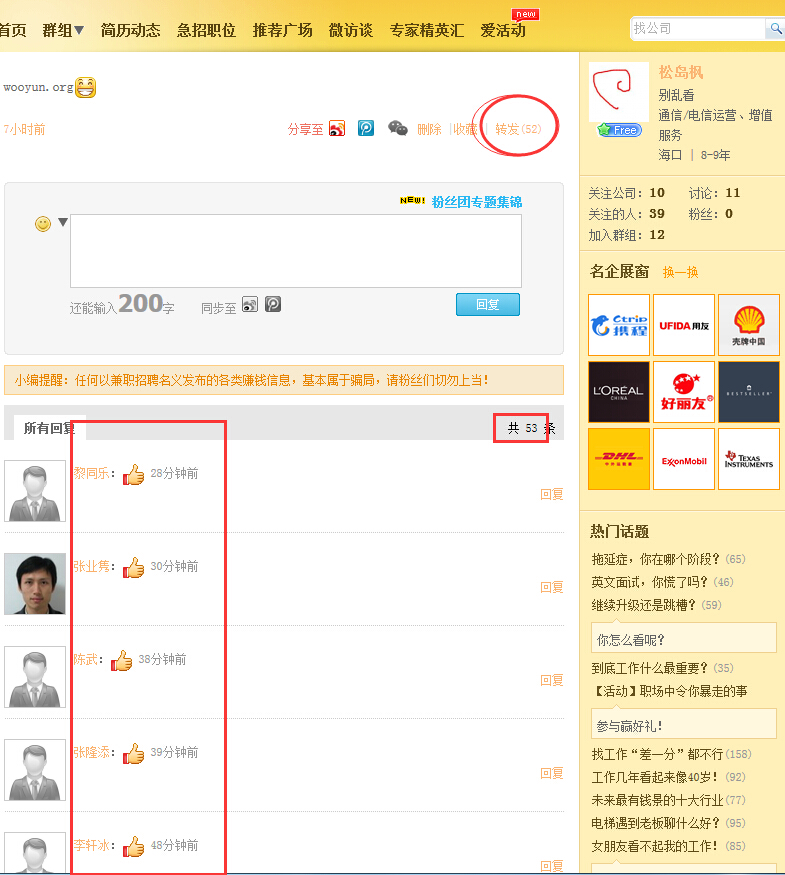 首页 群组▼ 简历动态 急招职位 推荐广场 微访谈 专家精英汇 爱活动 new
找公司
wooyun.org
7小时前 分享至 删除 |收藏| 转发(52)
NEW! 粉丝团专题集锦
还能输入200字 同步至 回复
小编提醒：任何以兼职招聘名义发布的各类赚钱信息，基本属于骗局，请粉丝们切勿上当！
所有回复 共 53 条
黎同乐： 28分钟前
回复
张业隽： 30分钟前
回复
陈武： 38分钟前
回复
张隆添： 39分钟前
回复
李轩冰： 48分钟前
回复
松岛枫
别乱看
通信/电信运营、增值
服务
海口 | 8-9年
Free
关注公司：10 讨论：11
关注的人：39 粉丝：0
加入群组：12
名企展窗 换一换
Ctrip 携程
UFIDA 用友
壳牌中国
L'ORÉAL CHINA
好丽友
BESTSELLER
DHL
中外运敦豪
ExxonMobil
TEXAS INSTRUMENTS
热门话题
拖延症，你在哪个阶段？(65)
英文面试，你慌了吗？(46)
继续升级还是跳槽？(59)
你怎么看呢？
到底工作什么最重要？(35)
【活动】职场中令你暴走的事
参与赢好礼！
找工作“差一分”都不行(158)
工作几年看起来像40岁！(92)
未来最有钱景的十大行业(77)
电梯遇到老板聊什么好？(95)
女朋友看不起我的工作！(85)